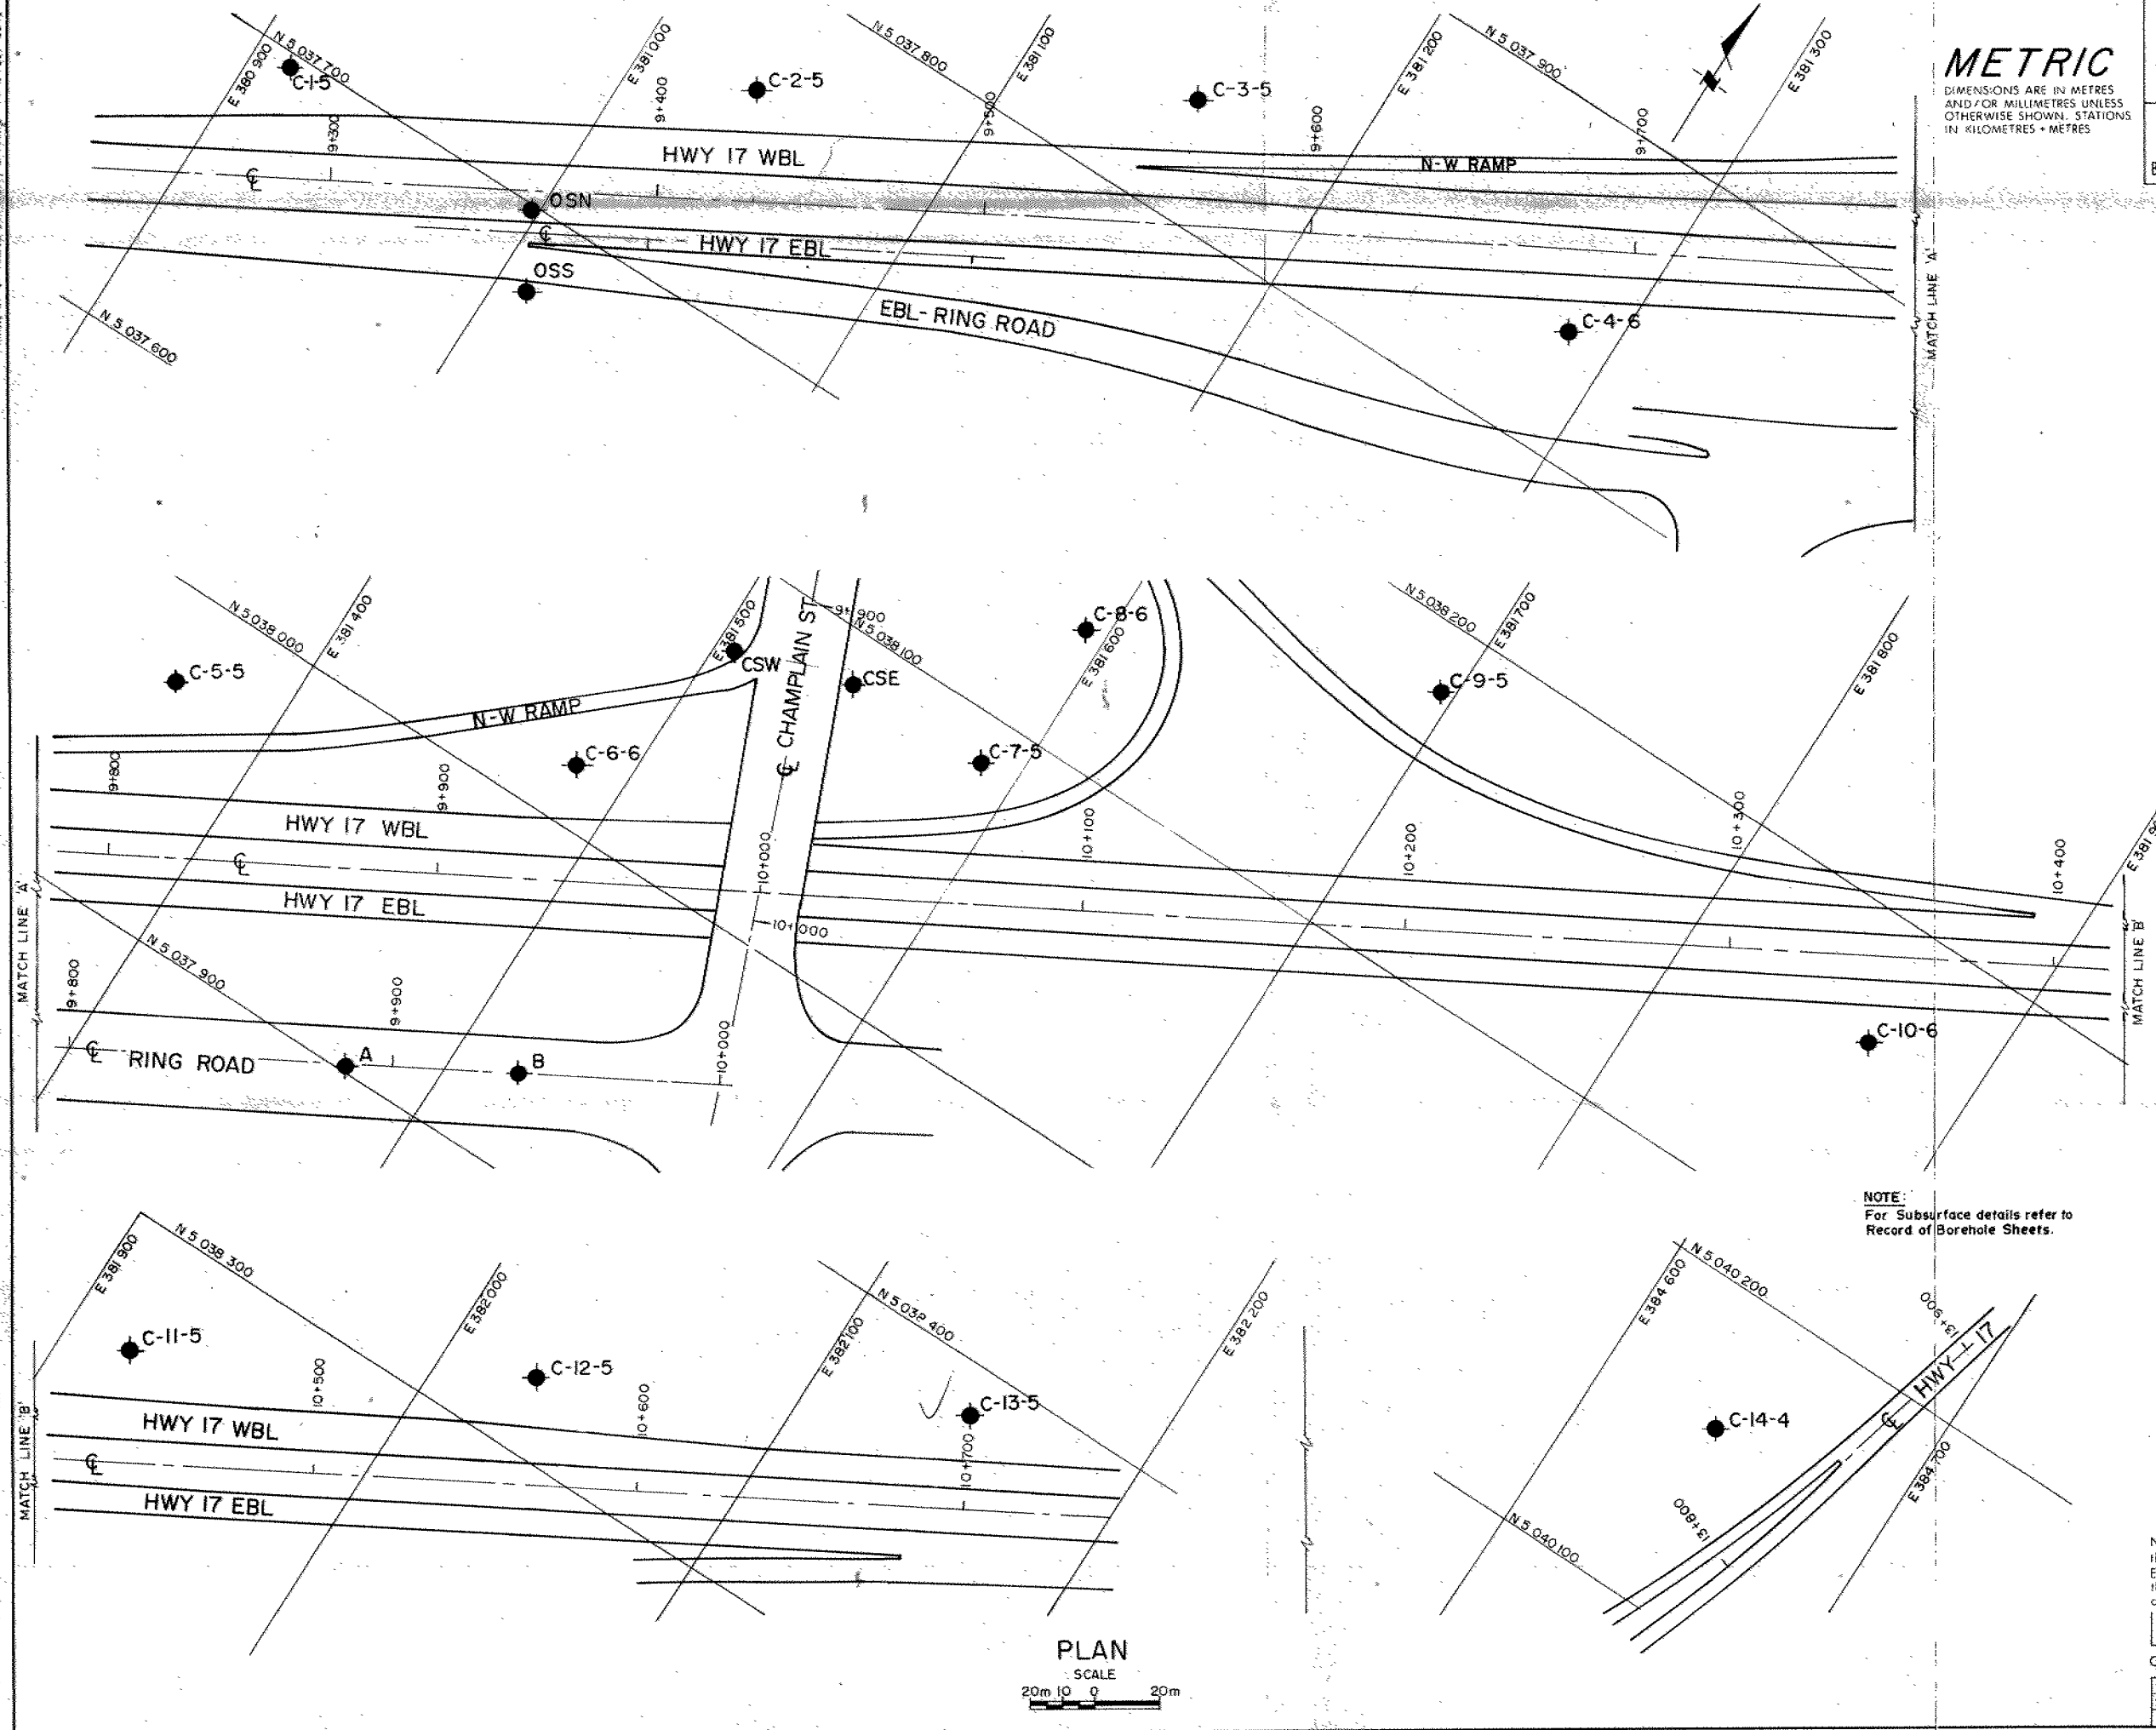 METRIC
DIMENSIONS ARE IN METRES
AND/OR MILLIMETRES UNLESS
OTHERWISE SHOWN. STATIONS
IN KILOMETRES + METRES
E 380 900
N 5 037 700
C-1-5
E 381 000
9+300
9+400
C-2-5
N 5 037 800
E 381 100
9+500
C-3-5
9+600
E 381 200
N 5 037 900
9+700
E 381 300
HWY 17 WBL
N-W RAMP
℄
OSN
℄
HWY 17 EBL
OSS
EBL-RING ROAD
C-4-6
N 5 037 600
MATCH LINE 'A'
N 5 038 000
E 381 400
E 381 500
CHAMPLAIN ST
℄
9+900
N 5 038 100
C-8-6
E 381 600
N 5 038 200
E 381 700
E 381 800
C-5-5
CSW
CSE
C-9-5
N-W RAMP
C-6-6
C-7-5
9+800
9+900
10+000
10+100
10+200
10+300
10+400
E 381 90
HWY 17 WBL
℄
HWY 17 EBL
10+000
MATCH LINE 'A'
MATCH LINE 'B'
N 5 037 900
9+800
9+900
10+000
℄ RING ROAD
A
B
C-10-6
NOTE:
For Subsurface details refer to
Record of Borehole Sheets.
E 381 900
N 5 038 300
E 382 000
E 382 100
N 5 038 400
E 382 200
E 384 600
N 5 040 200
C-11-5
C-12-5
C-13-5
C-14-4
10+500
10+600
10+700
13+900
HWY 17
℄
E 384 700
13+800
N 5 040 100
HWY 17 WBL
℄
HWY 17 EBL
MATCH LINE 'B'
PLAN
SCALE
20m 10 0 20m